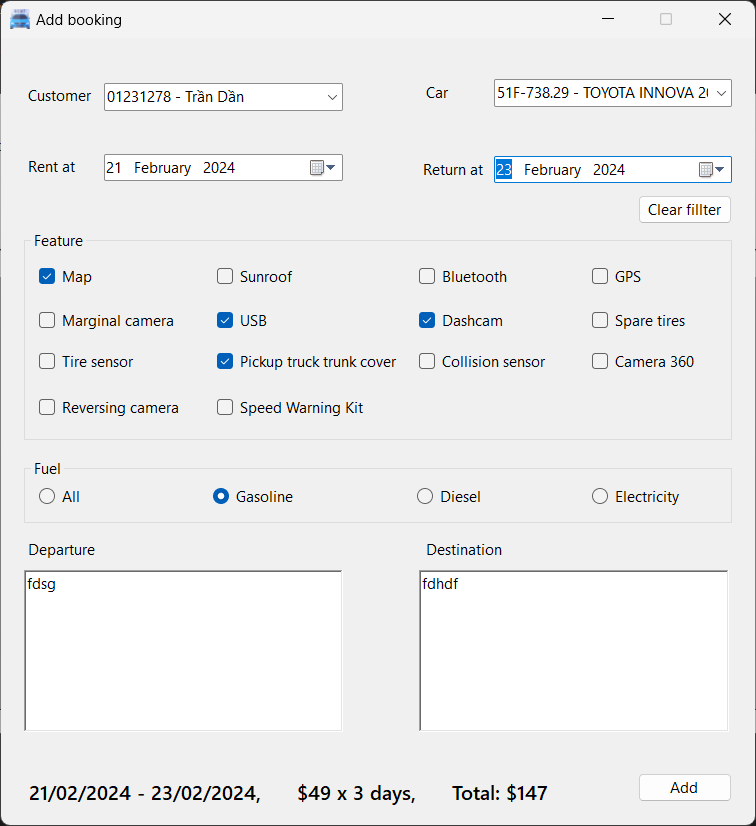 Add booking
Customer 01231278 - Trần Dần Car 51F-738.29 - TOYOTA INNOVA
Rent at 21 February 2024 Return at 23 February 2024
Clear fillter
Feature
Map Sunroof Bluetooth GPS
Marginal camera USB Dashcam Spare tires
Tire sensor Pickup truck trunk cover Collision sensor Camera 360
Reversing camera Speed Warning Kit
Fuel
All Gasoline Diesel Electricity
Departure Destination
fdsg fdhdf
21/02/2024 - 23/02/2024, $49 x 3 days, Total: $147 Add